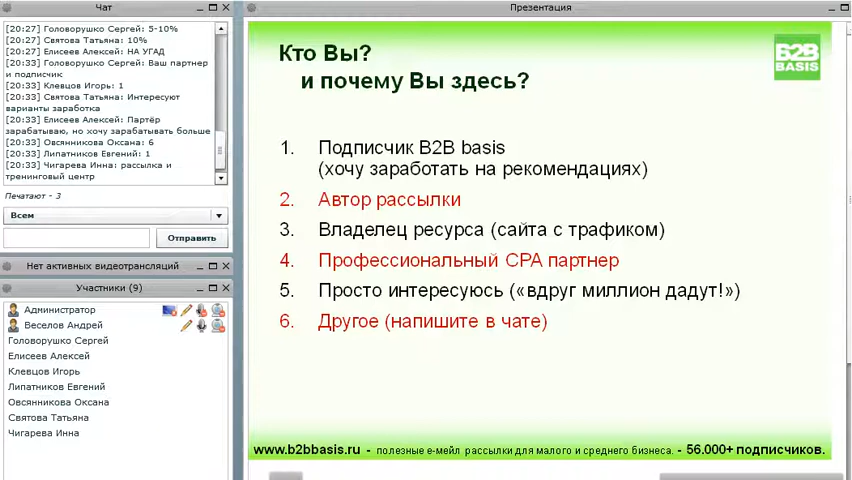 Чат
[20:27] Головорушко Сергей: 5-10%
[20:27] Святова Татьяна: 10%
[20:27] Елисеев Алексей: НА УГАД
[20:33] Головорушко Сергей: Ваш партнер
и подписчик
[20:33] Клевцов Игорь: 1
[20:33] Святова Татьяна: Интересуют
варианты заработка
[20:33] Елисеев Алексей: Партёр
зарабатываю, но хочу зарабатывать больше
[20:33] Овсянникова Оксана: 6
[20:33] Липатников Евгений: 1
[20:33] Чигарева Инна: рассылка и
тренинговый центр
Печатают - 3
Всем
Отправить
Нет активных видеотрансляций
Участники (9)
Администратор
Веселов Андрей
Головорушко Сергей
Елисеев Алексей
Клевцов Игорь
Липатников Евгений
Овсянникова Оксана
Святова Татьяна
Чигарева Инна
Презентация
Кто Вы?
и почему Вы здесь?
B2B
BASIS
1. Подписчик B2B basis
(хочу заработать на рекомендациях)
2. Автор рассылки
3. Владелец ресурса (сайта с трафиком)
4. Профессиональный CPA партнер
5. Просто интересуюсь («вдруг миллион дадут!»)
6. Другое (напишите в чате)
www.b2bbasis.ru - полезные е-мейл рассылки для малого и среднего бизнеса. - 56.000+ подписчиков.